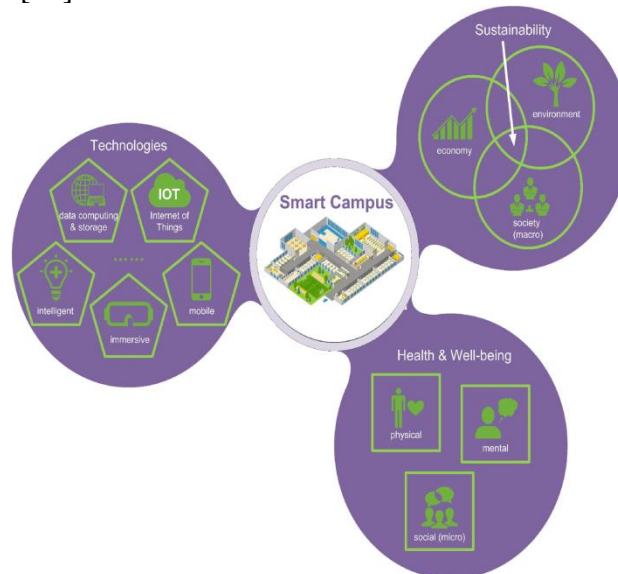 Sustainability
environment
economy
society
(macro)
Technologies
data computing
& storage
IOT
Internet of
Things
......
intelligent
immersive
mobile
Smart Campus
Health & Well-being
physical
mental
social (micro)